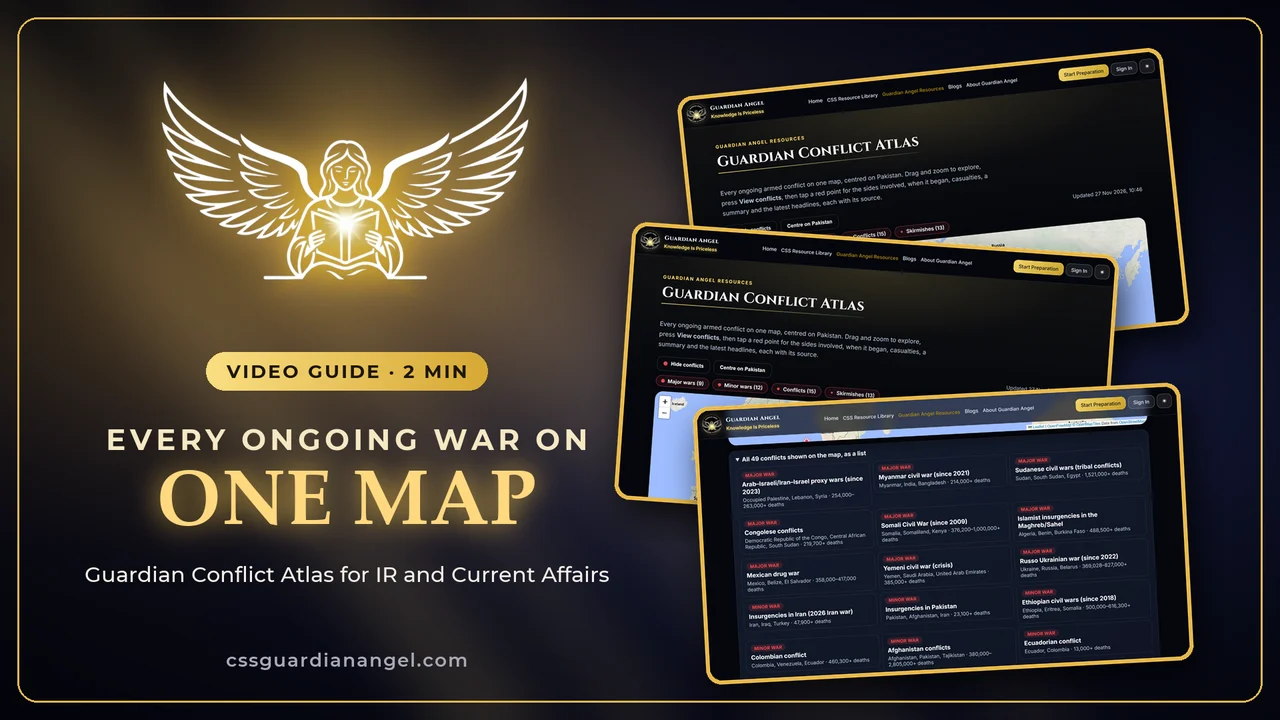 VIDEO GUIDE · 2 MIN
EVERY ONGOING WAR ON
ONE MAP
Guardian Conflict Atlas for IR and Current Affairs
cssguardianangel.com
GUARDIAN ANGEL
Knowledge Is Priceless
Home CSS Resource Library Guardian Angel Resources Blogs About Guardian Angel
Start Preparation Sign In
GUARDIAN ANGEL RESOURCES
GUARDIAN CONFLICT ATLAS
Every ongoing armed conflict on one map, centred on Pakistan. Drag and zoom to explore,
press View conflicts, then tap a red point for the sides involved, when it began, casualties, a
summary and the latest headlines, each with its source.
Updated 27 Nov 2026, 10:46
Centre on Pakistan
Skirmishes (13)
GUARDIAN ANGEL
Knowledge Is Priceless
Home CSS Resource Library Guardian Angel Resources Blogs About Guardian Angel
Start Preparation Sign In
GUARDIAN ANGEL RESOURCES
GUARDIAN CONFLICT ATLAS
Every ongoing armed conflict on one map, centred on Pakistan. Drag and zoom to explore,
press View conflicts, then tap a red point for the sides involved, when it began, casualties, a
summary and the latest headlines, each with its source.
Hide conflicts Centre on Pakistan
Major wars (9) Minor wars (12) Conflicts (15) Skirmishes (13)
+
−
Iceland
GUARDIAN ANGEL
Knowledge Is Priceless
Home CSS Resource Library Guardian Angel Resources Blogs About Guardian Angel
Start Preparation Sign In
All 49 conflicts shown on the map, as a list
MAJOR WAR
Arab–Israeli/Iran–Israel proxy wars (since
2023)
Occupied Palestine, Lebanon, Syria · 254,000–
263,000+ deaths
MAJOR WAR
Myanmar civil war (since 2021)
Myanmar, India, Bangladesh · 214,000+ deaths
MAJOR WAR
Sudanese civil wars (tribal conflicts)
Sudan, South Sudan, Egypt · 1,521,000+ deaths
MAJOR WAR
Congolese conflicts
Democratic Republic of the Congo, Central African
Republic, South Sudan · 219,700+ deaths
MAJOR WAR
Somali Civil War (since 2009)
Somalia, Somaliland, Kenya · 376,200–1,000,000+
deaths
MAJOR WAR
Islamist insurgencies in the
Maghreb/Sahel
Algeria, Benin, Burkina Faso · 488,500+ deaths
MAJOR WAR
Mexican drug war
Mexico, Belize, El Salvador · 358,000–417,000
deaths
MAJOR WAR
Yemeni civil war (crisis)
Yemen, Saudi Arabia, United Arab Emirates ·
385,000+ deaths
MAJOR WAR
Russo Ukrainian war (since 2022)
Ukraine, Russia, Belarus · 369,028–827,000+
deaths
MINOR WAR
Insurgencies in Iran (2026 Iran war)
Iran, Iraq, Turkey · 47,900+ deaths
MINOR WAR
Insurgencies in Pakistan
Pakistan, Afghanistan, Iran · 23,100+ deaths
MINOR WAR
Ethiopian civil wars (since 2018)
Ethiopia, Eritrea, Somalia · 500,000–616,300+
deaths
MINOR WAR
Colombian conflict
Colombia, Venezuela, Ecuador · 460,300+ deaths
MINOR WAR
Afghanistan conflicts
Afghanistan, Pakistan, Tajikistan · 380,000–
2,805,000+ deaths
MINOR WAR
Ecuadorian conflict
Ecuador, Colombia · 13,000+ deaths